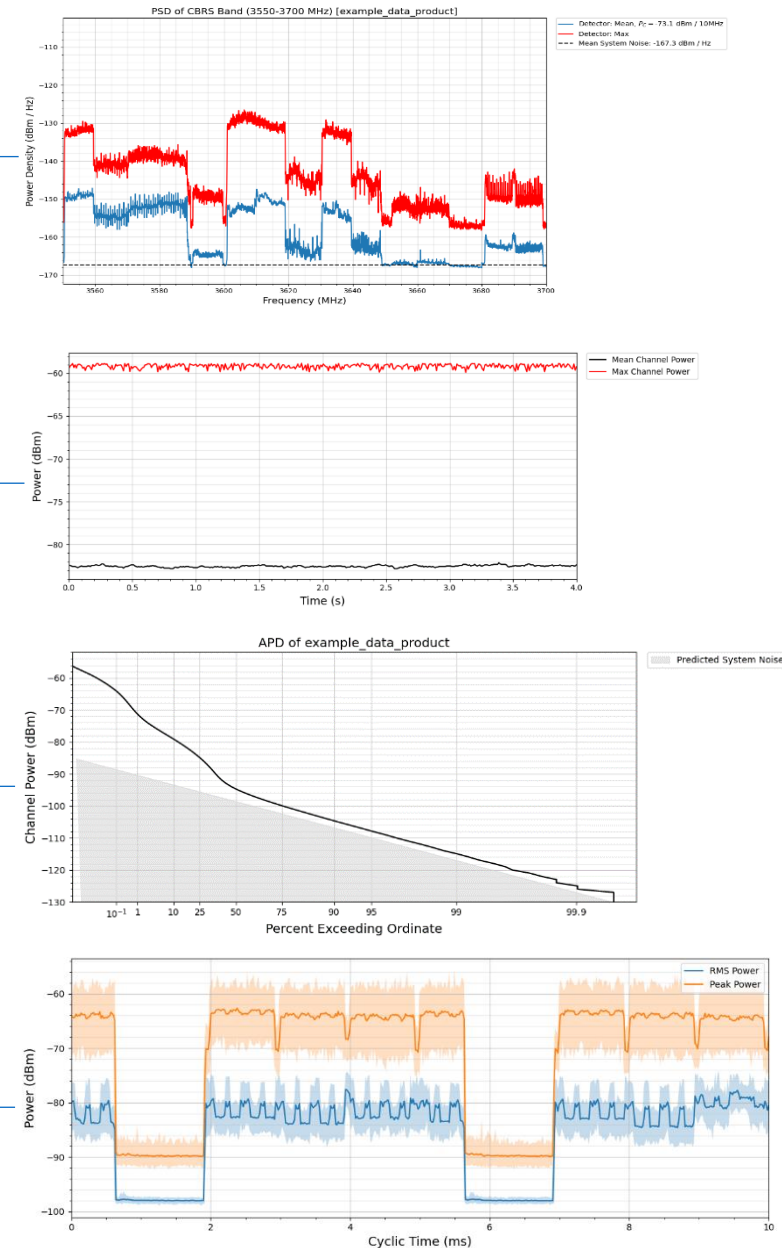 PSD of CBRS Band (3550-3700 MHz) [example_data_product]
Detector: Mean, PC = -73.1 dBm / 10MHz
Detector: Max
Mean System Noise: -167.3 dBm / Hz
Power Density (dBm / Hz)
−110
−120
−130
−140
−150
−160
−170
3560 3580 3600 3620 3640 3660 3680 3700
Frequency (MHz)
Mean Channel Power
Max Channel Power
Power (dBm)
−60
−65
−70
−75
−80
0.0 0.5 1.0 1.5 2.0 2.5 3.0 3.5 4.0
Time (s)
APD of example_data_product
Predicted System Noise
Channel Power (dBm)
−60
−70
−80
−90
−100
−110
−120
−130
10⁻¹ 1 10 25 50 75 90 95 99 99.9
Percent Exceeding Ordinate
RMS Power
Peak Power
Power (dBm)
−60
−70
−80
−90
−100
0 2 4 6 8 10
Cyclic Time (ms)